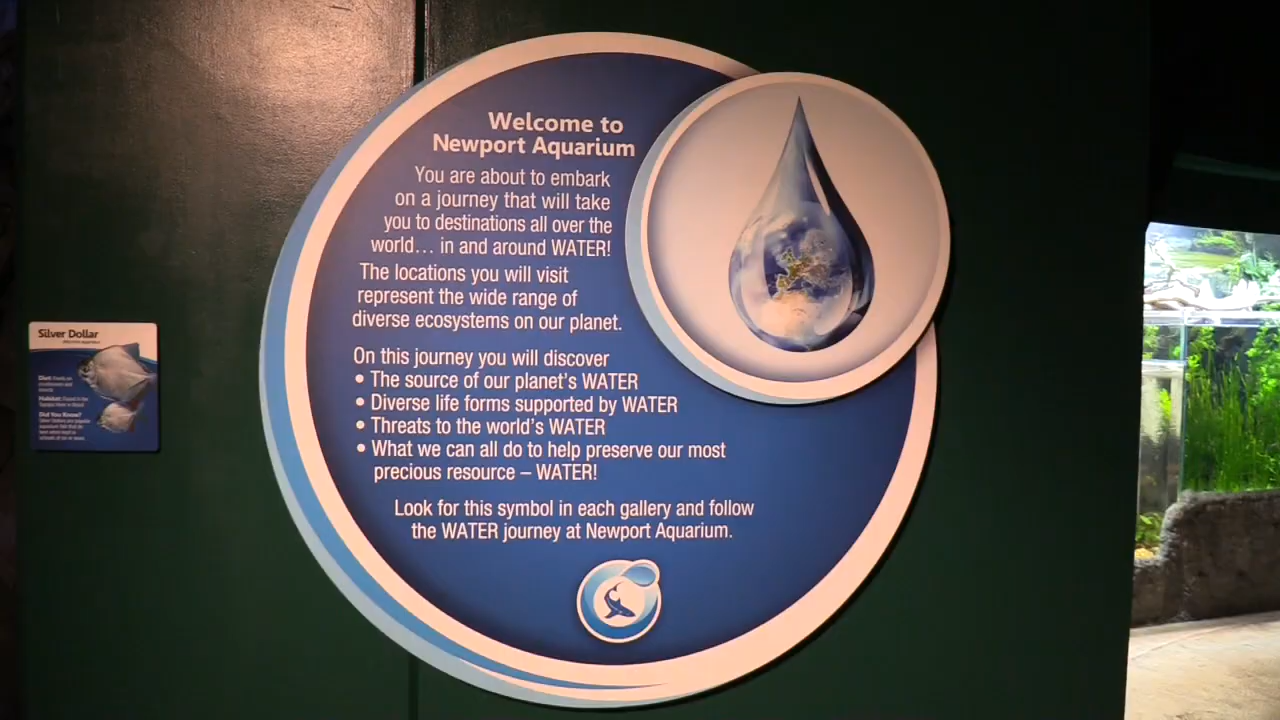 Welcome to
Newport Aquarium
You are about to embark
on a journey that will take
you to destinations all over the
world... in and around WATER!
The locations you will visit
represent the wide range of
diverse ecosystems on our planet.
On this journey you will discover
• The source of our planet's WATER
• Diverse life forms supported by WATER
• Threats to the world's WATER
• What we can all do to help preserve our most
precious resource – WATER!
Look for this symbol in each gallery and follow
the WATER journey at Newport Aquarium.
Silver Dollar
Diet:
Habitat: Found in the
Did You Know?